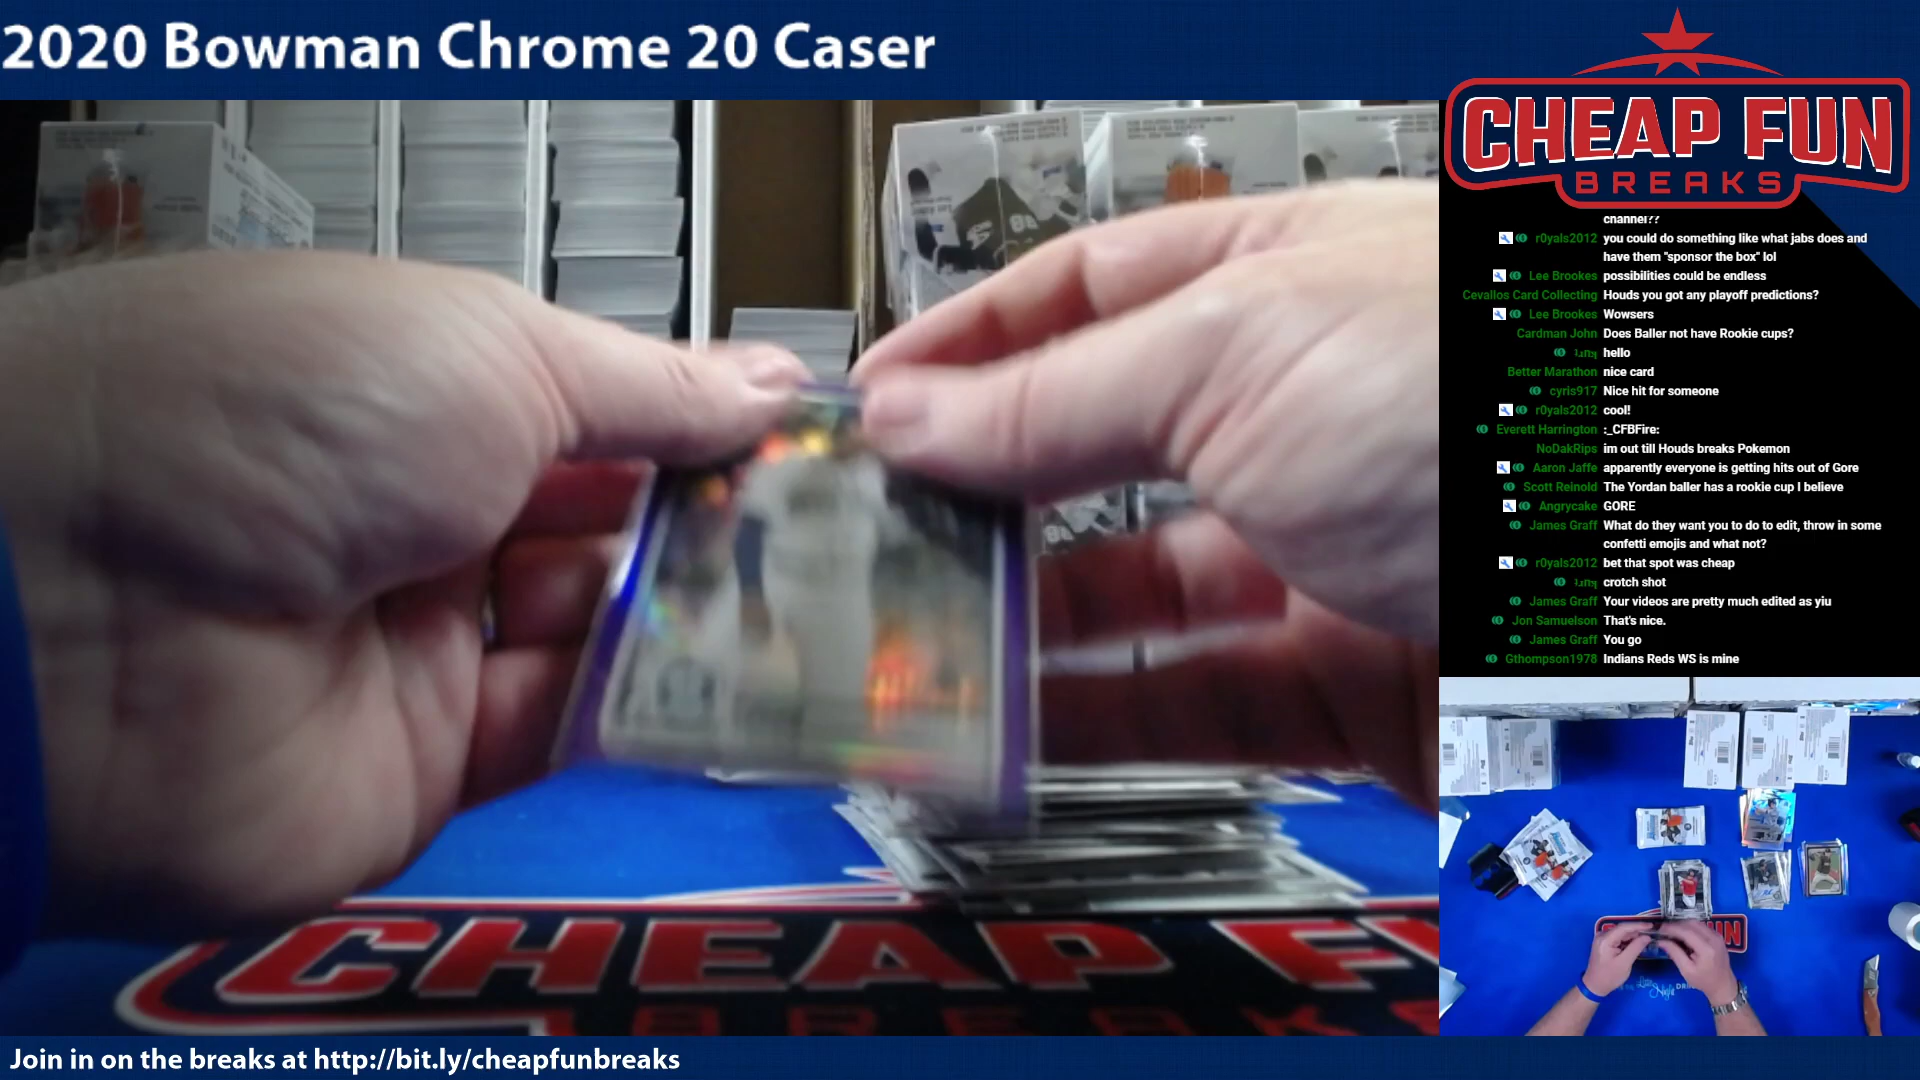 2020 Bowman Chrome 20 Caser
CHEAP FUN
BREAKS
channel??
r0yals2012 you could do something like what jabs does and
have them "sponsor the box" lol
Lee Brookes possibilities could be endless
Cevallos Card Collecting Houds you got any playoff predictions?
Lee Brookes Wowsers
Cardman John Does Baller not have Rookie cups?
hello
Better Marathon nice card
cyris917 Nice hit for someone
r0yals2012 cool!
Everett Harrington :_CFBFire:
NoDakRips im out till Houds breaks Pokemon
Aaron Jaffe apparently everyone is getting hits out of Gore
Scott Reinold The Yordan baller has a rookie cup I believe
Angrycake GORE
James Graff What do they want you to do to edit, throw in some
confetti emojis and what not?
r0yals2012 bet that spot was cheap
crotch shot
James Graff Your videos are pretty much edited as yiu
Jon Samuelson That's nice.
James Graff You go
Gthompson1978 Indians Reds WS is mine
CHEAP FU
BREAKS
Join in on the breaks at http://bit.ly/cheapfunbreaks